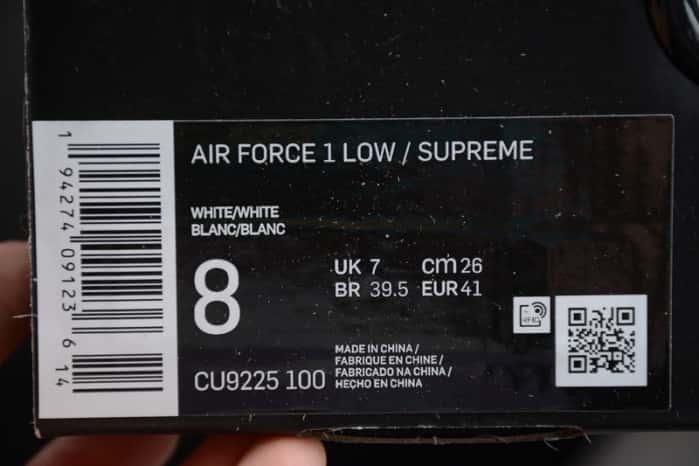 AIR FORCE 1 LOW / SUPREME
WHITE/WHITE
BLANC/BLANC
8
UK 7 cm 26
BR 39.5 EUR 41
MADE IN CHINA /
FABRIQUE EN CHINE /
FABRICADO NA CHINA /
HECHO EN CHINA
CU9225 100
RFID
1 94274 09123 6 14